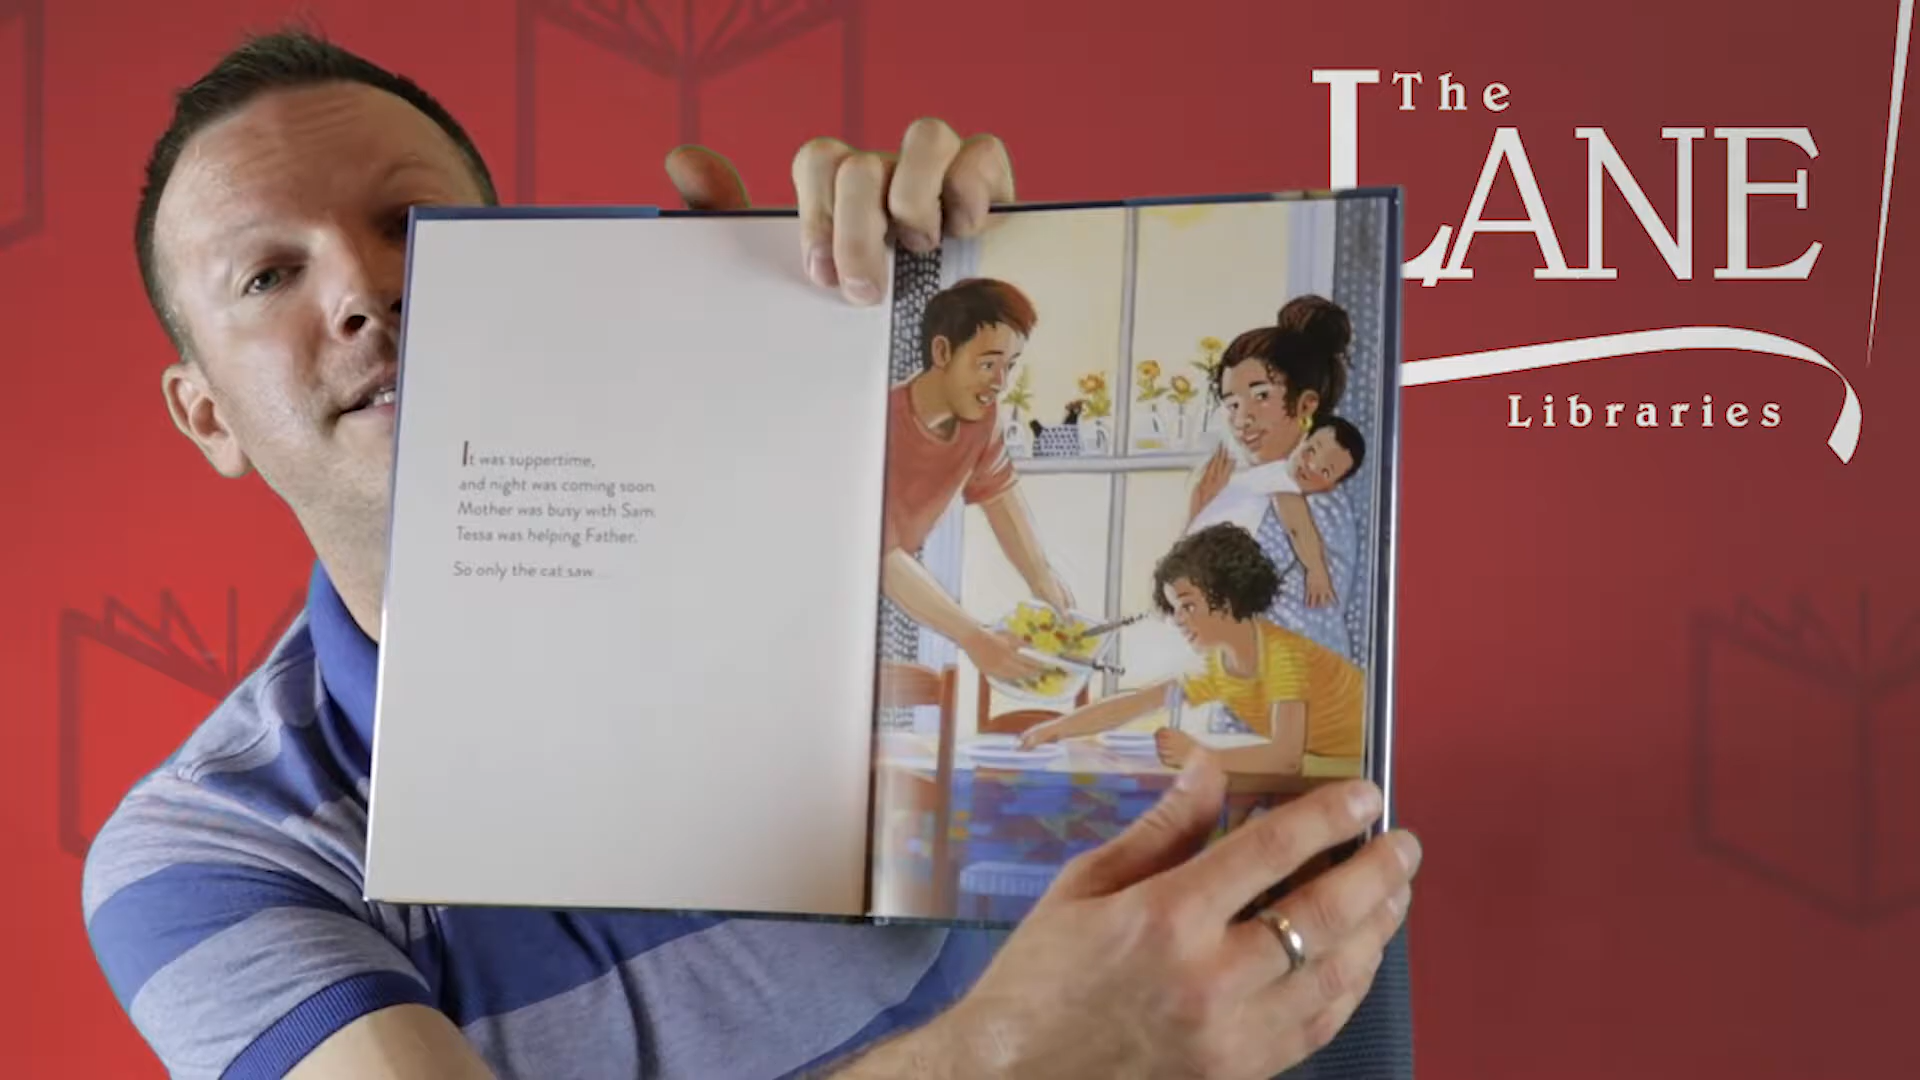 The
LANE
Libraries
It was suppertime,
and night was coming soon.
Mother was busy with Sam.
Tessa was helping Father.
So only the cat saw...